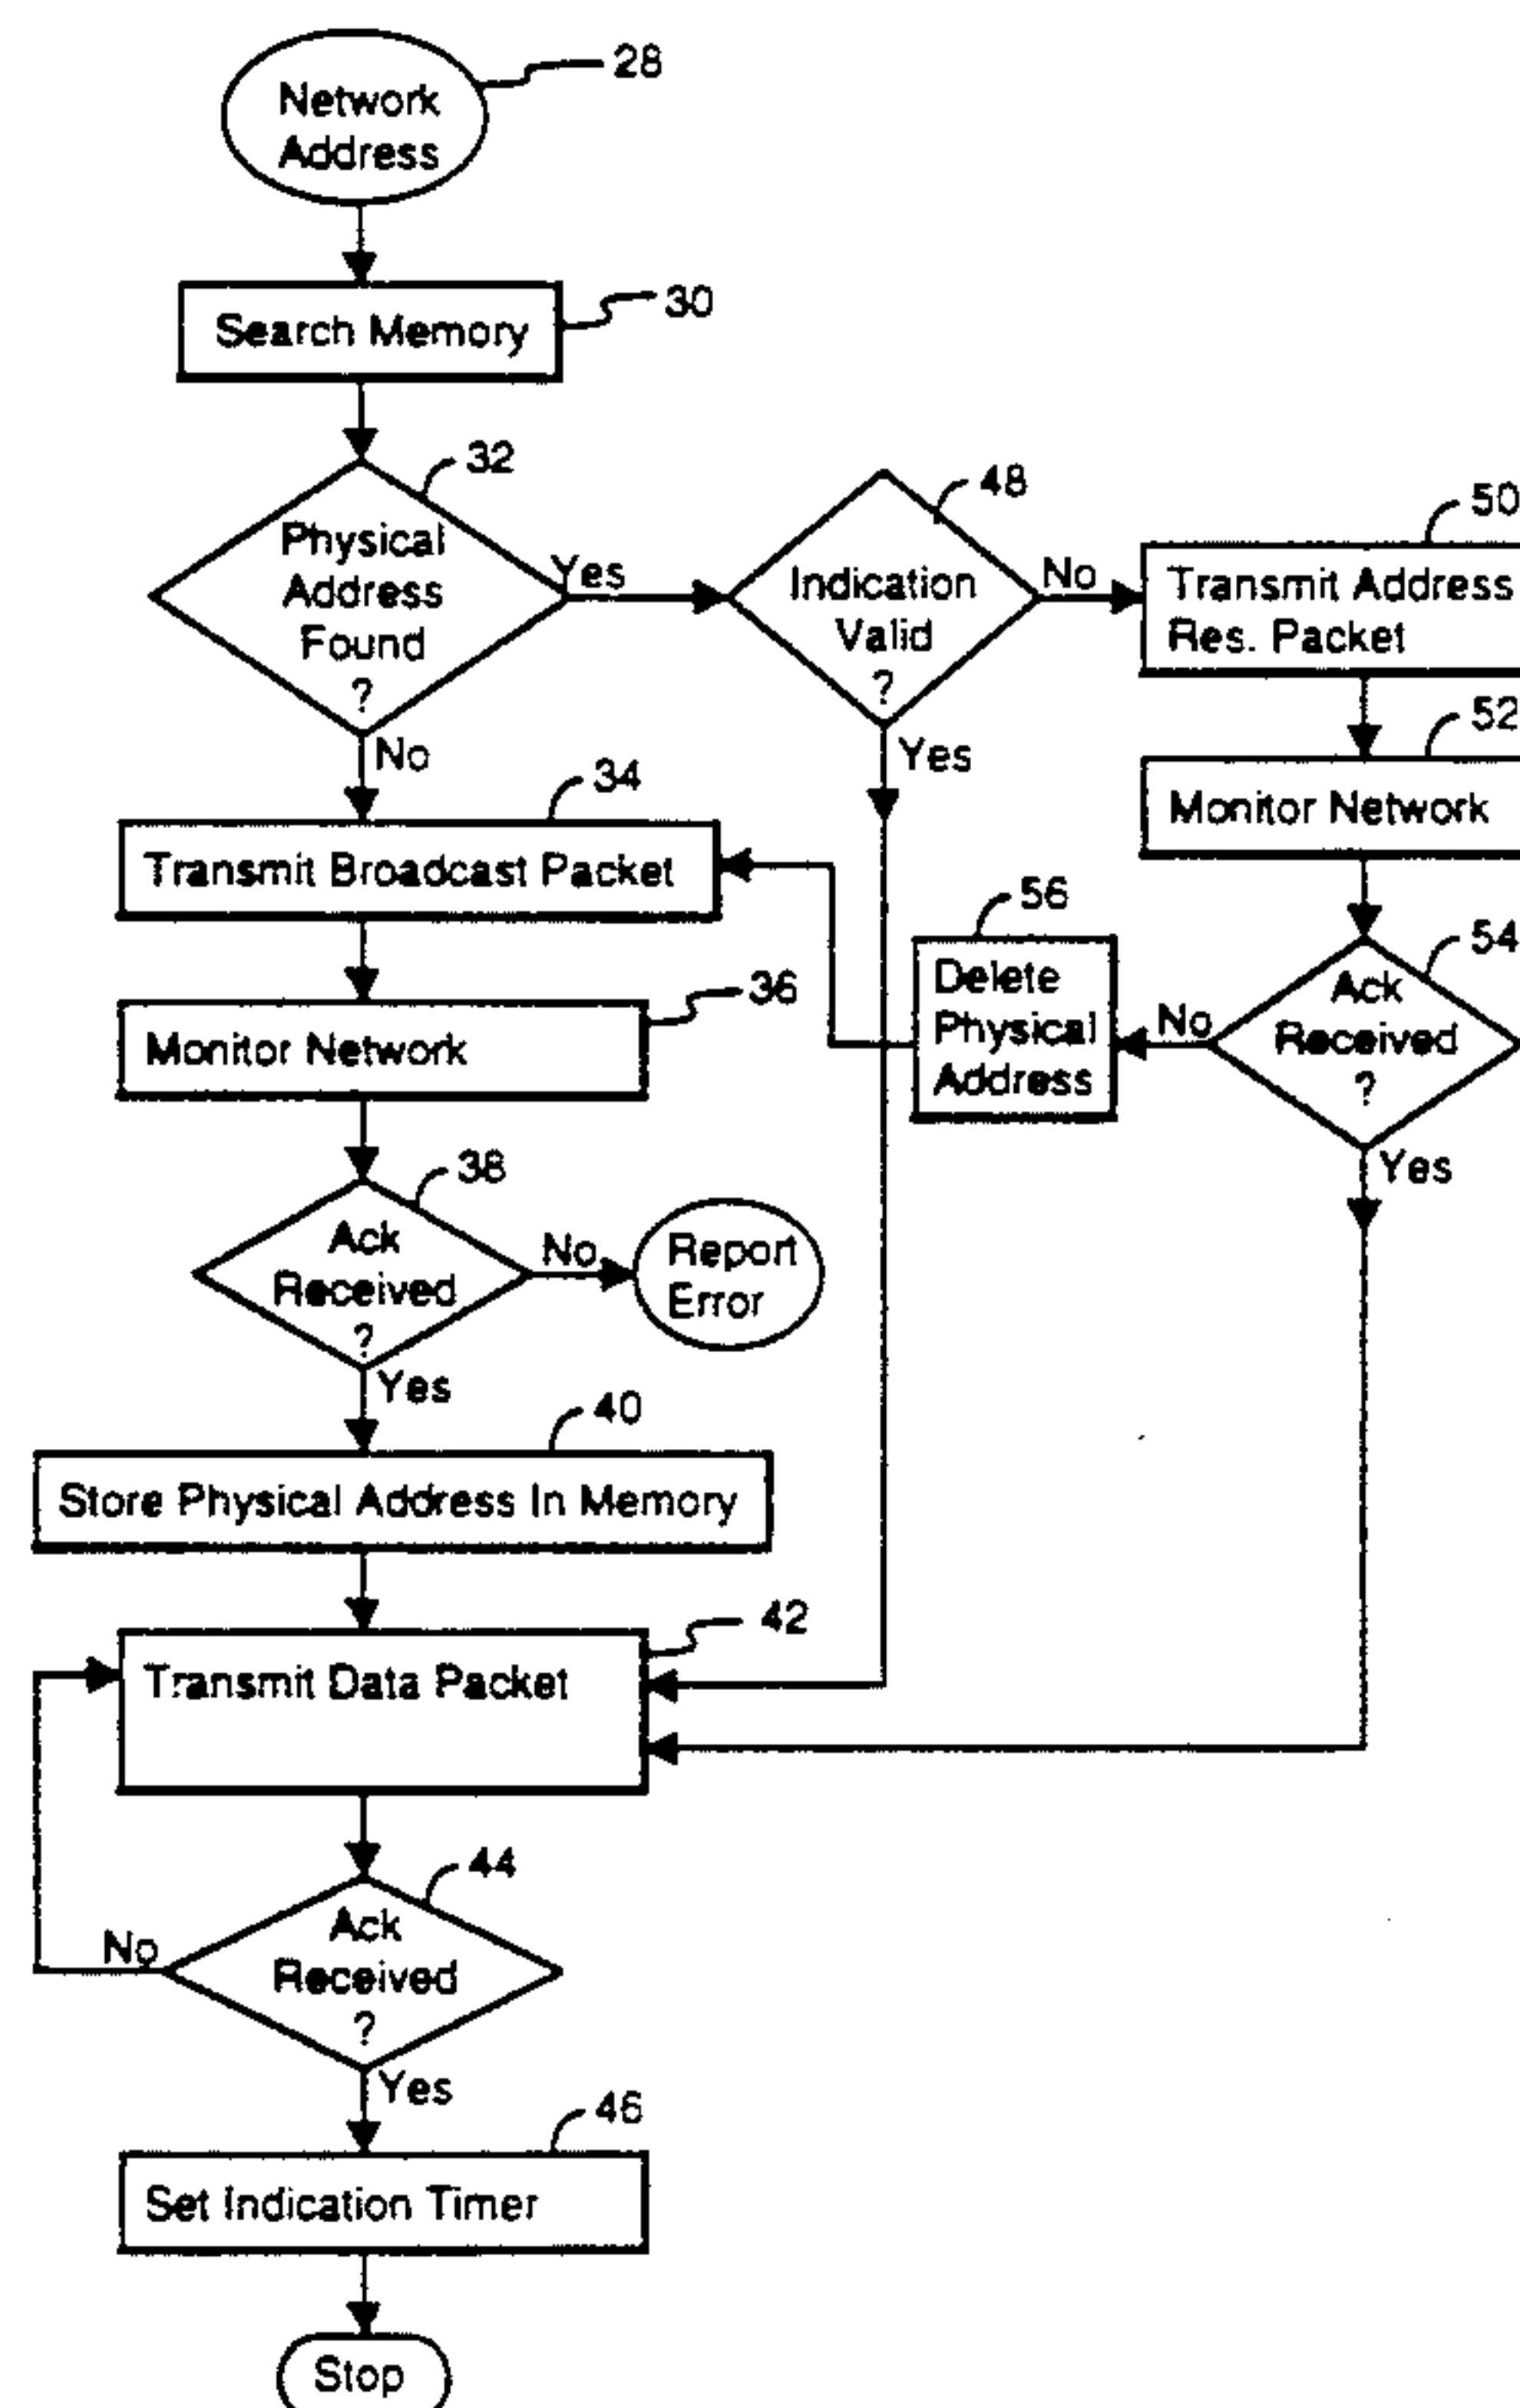 28
Network
Address
30
Search Memory
32
Physical
Address
Found
?
Yes
No
48
Indication
Valid
?
No
Yes
50
Transmit Address
Res. Packet
52
Monitor Network
34
Transmit Broadcast Packet
56
Delete
Physical
Address
54
Ack
Received
?
No
Yes
36
Monitor Network
38
Ack
Received
?
No
Yes
Report
Error
40
Store Physical Address In Memory
42
Transmit Data Packet
44
Ack
Received
?
No
Yes
46
Set Indication Timer
Stop